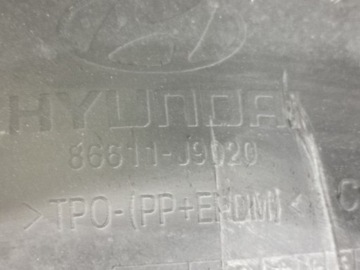 HYUNDAI
86611-J9020
>TPO-(PP+EPDM)<
C